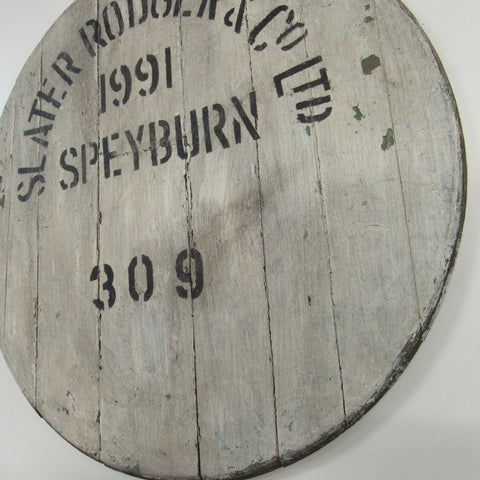 SLATER RODGER & CO LTD
1991
SPEYBURN
309